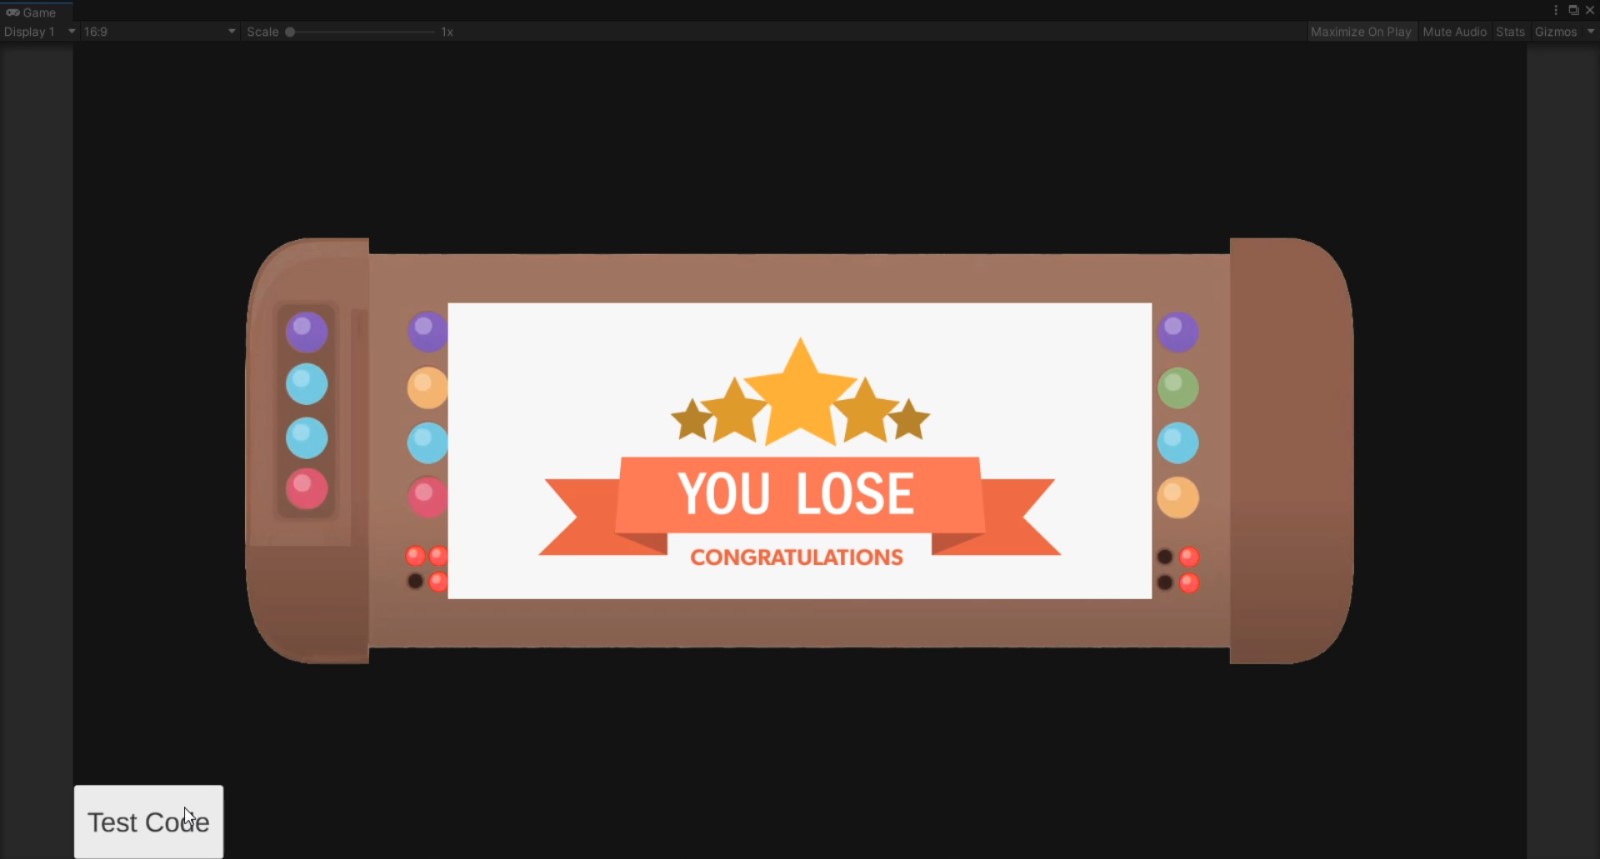 Game
Display 1
16:9
Scale
1x
Maximize On Play
Mute Audio
Stats
Gizmos
YOU LOSE
CONGRATULATIONS
Test Code